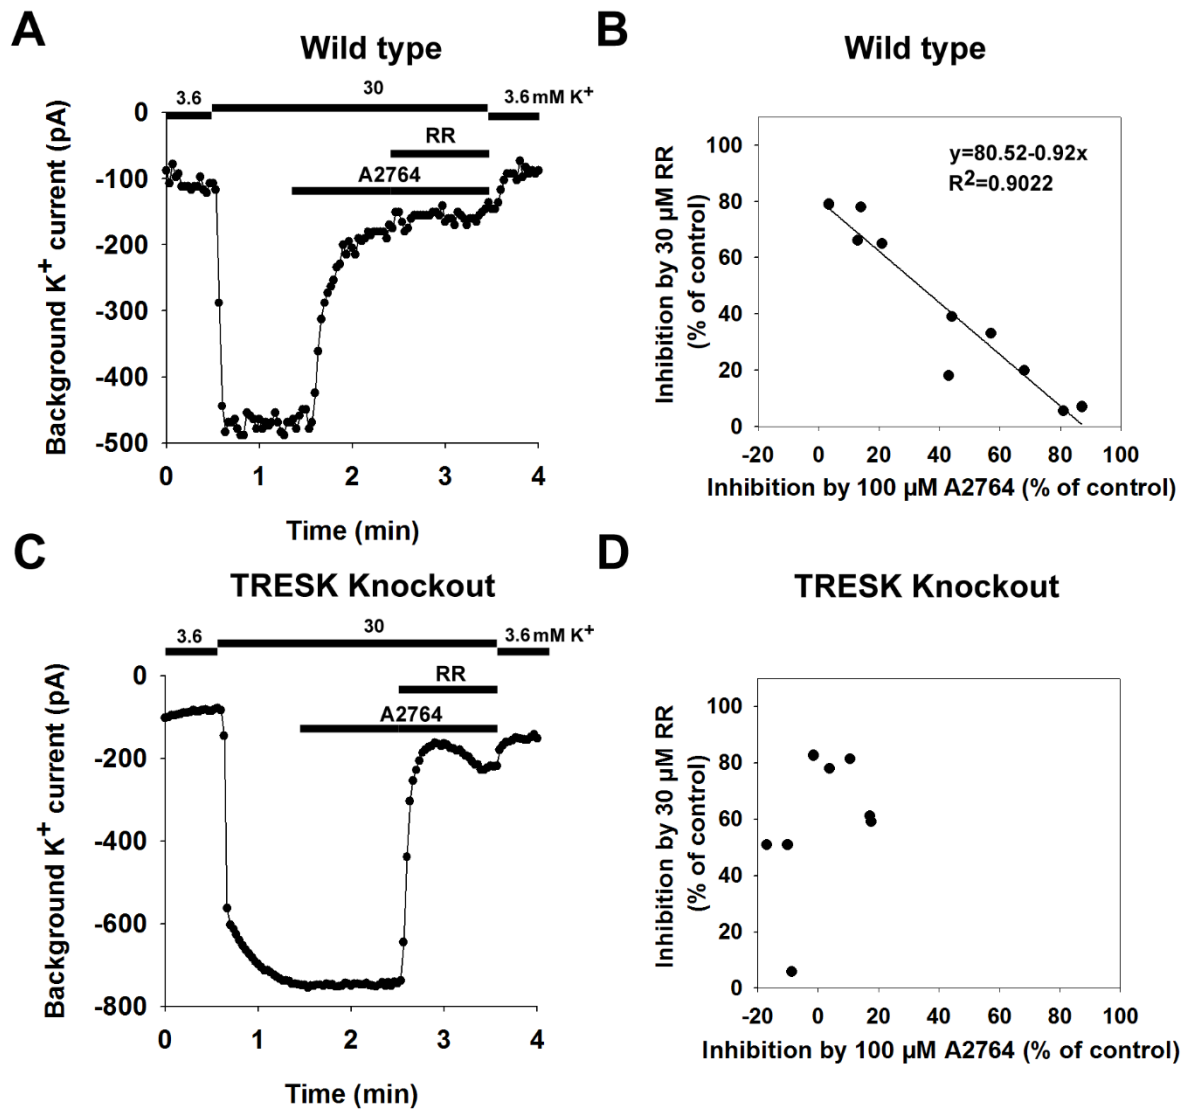 A
Wild type
3.6
30
3.6 mM K+
RR
A2764
Background K+ current (pA)
0
-100
-200
-300
-400
-500
0
1
2
3
4
Time (min)
B
Wild type
Inhibition by 30 µM RR
(% of control)
y=80.52-0.92x
R2=0.9022
100
80
60
40
20
0
-20
0
20
40
60
80
100
Inhibition by 100 µM A2764 (% of control)
C
TRESK Knockout
3.6
30
3.6 mM K+
RR
A2764
Background K+ current (pA)
0
-200
-400
-600
-800
0
1
2
3
4
Time (min)
D
TRESK Knockout
Inhibition by 30 µM RR
(% of control)
100
80
60
40
20
0
-20
0
20
40
60
80
100
Inhibition by 100 µM A2764 (% of control)